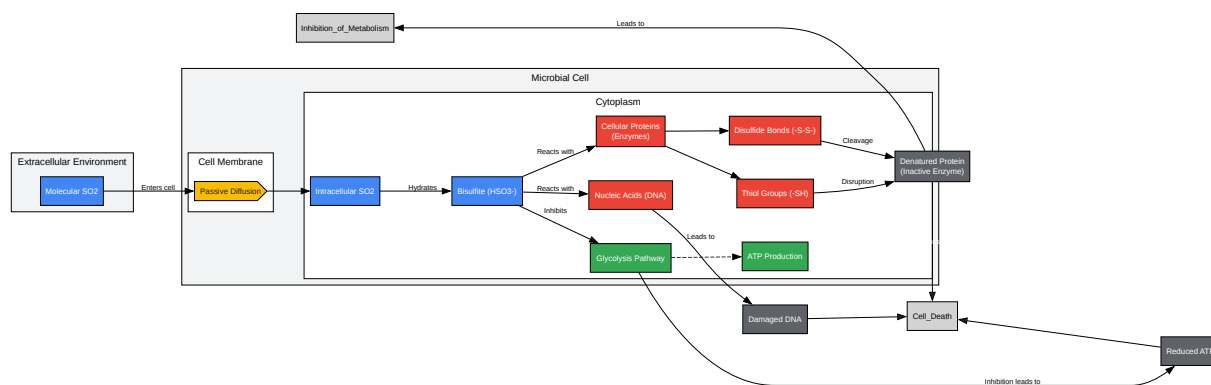 Inhibition_of_Metabolism
Leads to
Microbial Cell
Cytoplasm
Extracellular Environment
Molecular SO2
Enters cell
Cell Membrane
Passive Diffusion
Intracellular SO2
Hydrates
Bisulfite (HSO3-)
Reacts with
Reacts with
Inhibits
Cellular Proteins
(Enzymes)
Nucleic Acids (DNA)
Glycolysis Pathway
Disulfide Bonds (-S-S-)
Thiol Groups (-SH)
ATP Production
Cleavage
Disruption
Denatured Protein
(Inactive Enzyme)
Leads to
Damaged DNA
Cell_Death
Reduced ATP
Inhibition leads to